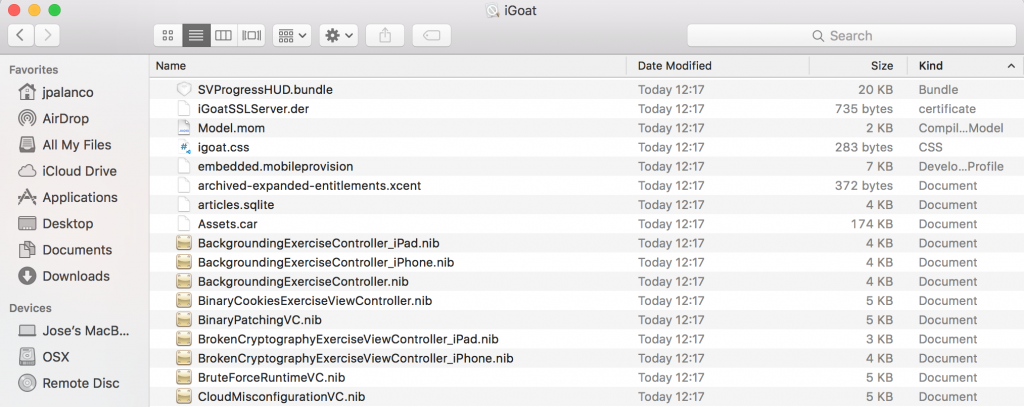 iGoat
Search
Favorites
jpalanco
AirDrop
All My Files
iCloud Drive
Applications
Desktop
Documents
Downloads
Devices
Jose's MacB...
OSX
Remote Disc
Name Date Modified Size Kind
SVProgressHUD.bundle Today 12:17 20 KB Bundle
iGoatSSLServer.der Today 12:17 735 bytes certificate
Model.mom Today 12:17 2 KB Compil...Model
igoat.css Today 12:17 283 bytes CSS
embedded.mobileprovision Today 12:17 7 KB Develo...Profile
archived-expanded-entitlements.xcent Today 12:17 372 bytes Document
articles.sqlite Today 12:17 4 KB Document
Assets.car Today 12:17 174 KB Document
BackgroundingExerciseController_iPad.nib Today 12:17 4 KB Document
BackgroundingExerciseController_iPhone.nib Today 12:17 4 KB Document
BackgroundingExerciseController.nib Today 12:17 4 KB Document
BinaryCookiesExerciseViewController.nib Today 12:17 5 KB Document
BinaryPatchingVC.nib Today 12:17 5 KB Document
BrokenCryptographyExerciseViewController_iPad.nib Today 12:17 3 KB Document
BrokenCryptographyExerciseViewController_iPhone.nib Today 12:17 4 KB Document
BruteForceRuntimeVC.nib Today 12:17 5 KB Document
CloudMisconfigurationVC.nib Today 12:17 5 KB Document